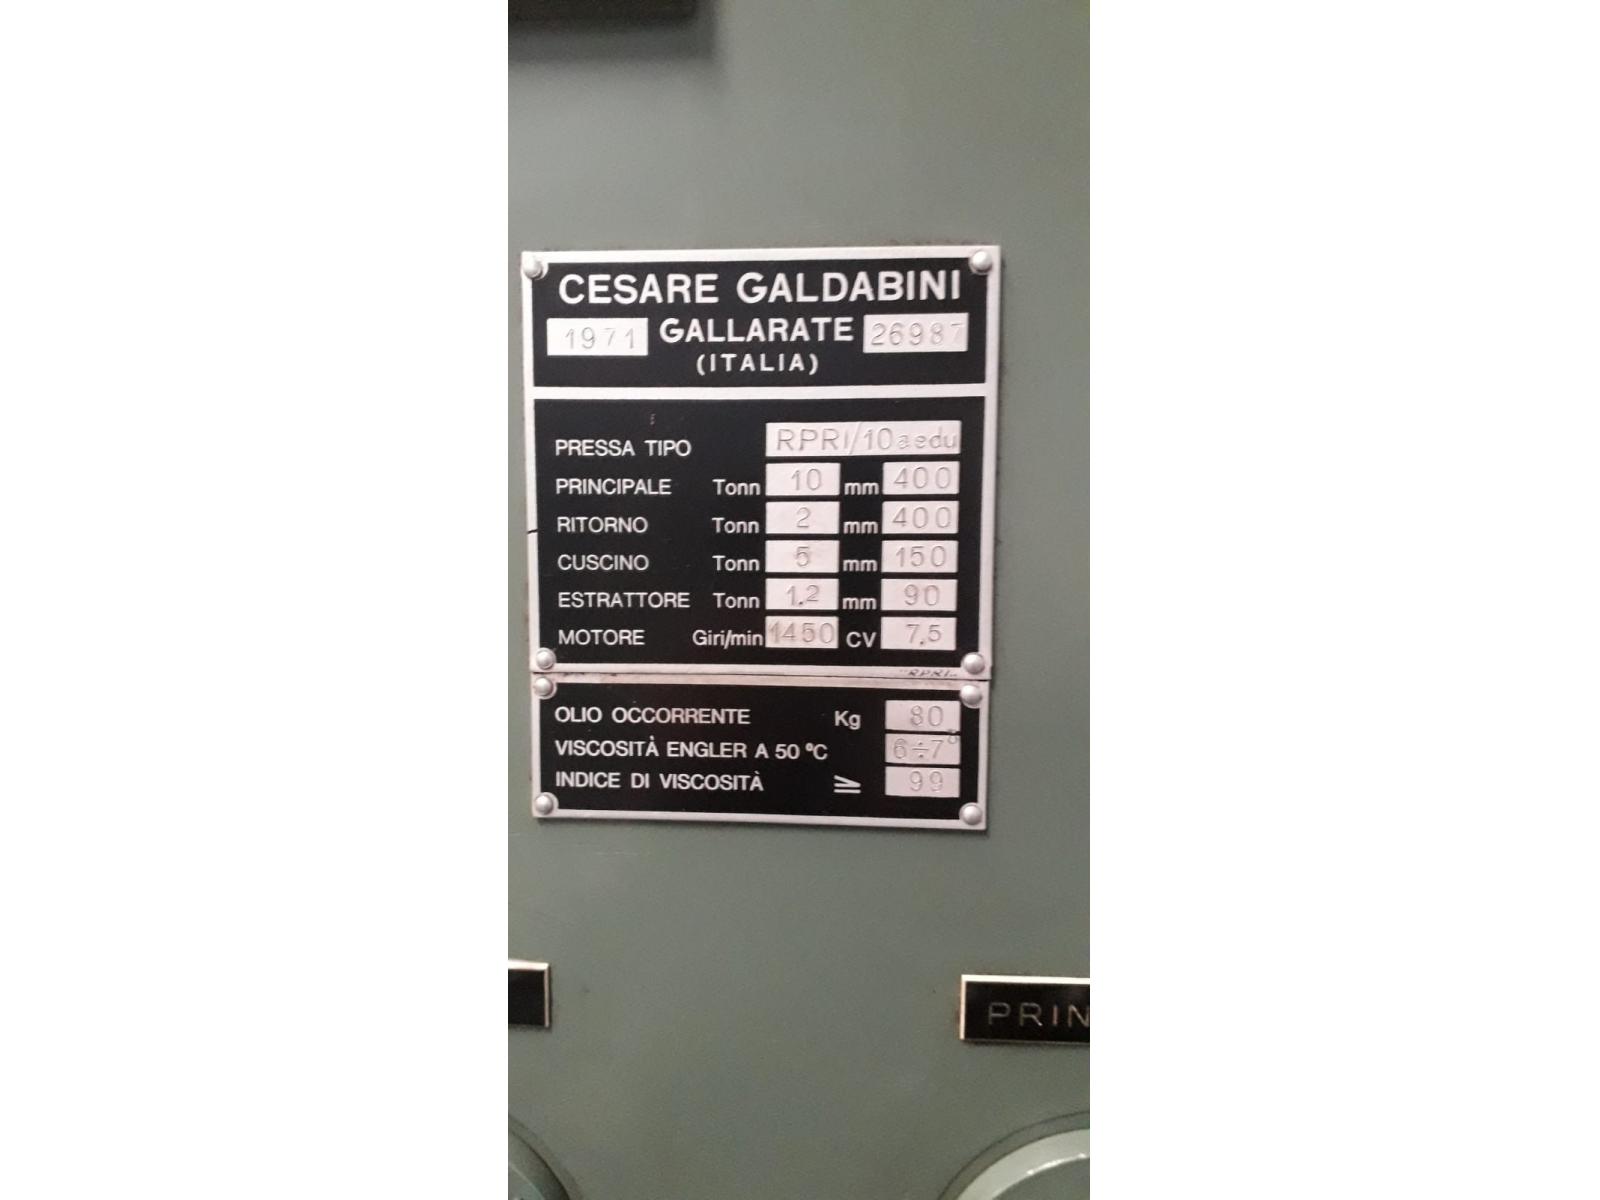 CESARE GALDABINI
1971 GALLARATE 26987
(ITALIA)
PRESSA TIPO RPRI/10aedu
PRINCIPALE Tonn 10 mm 400
RITORNO Tonn 2 mm 400
CUSCINO Tonn 5 mm 150
ESTRATTORE Tonn 1,2 mm 90
MOTORE Giri/min 1450 CV 7,5
"RPRI"
OLIO OCCORRENTE Kg 80
VISCOSITÀ ENGLER A 50 °C 6÷7°
INDICE DI VISCOSITÀ ≥ 99
PRIN